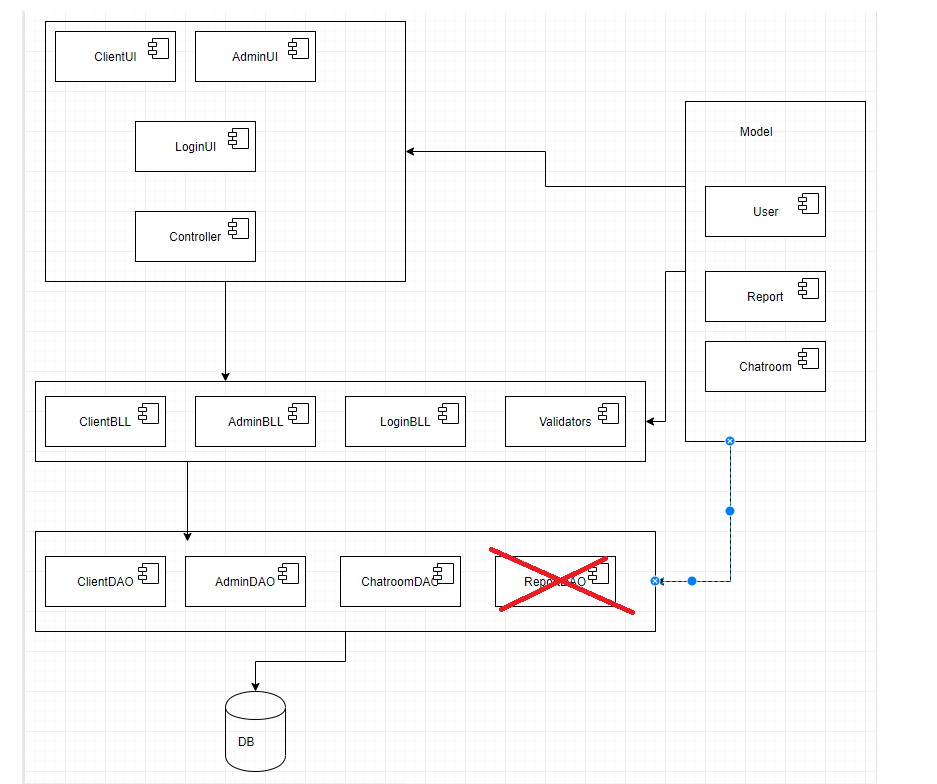 ClientUI
AdminUI
LoginUI
Controller
Model
User
Report
Chatroom
ClientBLL
AdminBLL
LoginBLL
Validators
ClientDAO
AdminDAO
ChatroomDAO
ReportDAO
DB